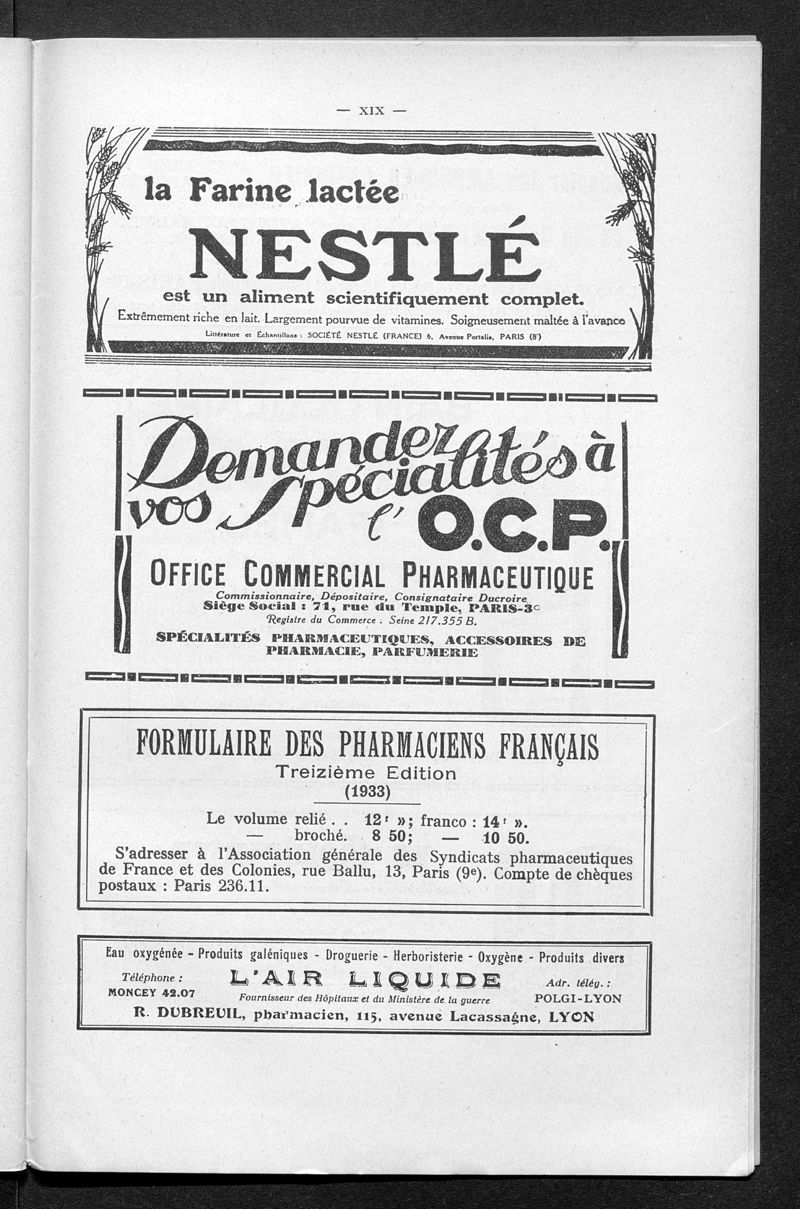 — XIX —
la Farine lactée
NESTLÉ
est un aliment scientifiquement complet.
Extrêmement riche en lait. Largement pourvue de vitamines. Soigneusement maltée à l'avance
Littérature et Échantillons : SOCIÉTÉ NESTLÉ (FRANCE) 6, Avenue Portalis, PARIS (8ᵉ)
Demandez
vos Spécialités à
l' O.C.P.
OFFICE COMMERCIAL PHARMACEUTIQUE
Commissionnaire, Dépositaire, Consignataire Ducroire
Siège Social : 71, rue du Temple, PARIS-3ᶜ
Registre du Commerce : Seine 217.355 B.
SPÉCIALITÉS PHARMACEUTIQUES, ACCESSOIRES DE
PHARMACIE, PARFUMERIE
FORMULAIRE DES PHARMACIENS FRANÇAIS
Treizième Edition
(1933)
Le volume relié . . 12ᶠ »; franco : 14ᶠ ».
— broché. 8 50; — 10 50.
S'adresser à l'Association générale des Syndicats pharmaceutiques
de France et des Colonies, rue Ballu, 13, Paris (9ᵉ). Compte de chèques
postaux : Paris 236.11.
Eau oxygénée - Produits galéniques - Droguerie - Herboristerie - Oxygène - Produits divers
Téléphone :
MONCEY 42.07
L'AIR LIQUIDE
Fournisseur des Hôpitaux et du Ministère de la guerre
Adr. télég. :
POLGI-LYON
R. DUBREUIL, pharmacien, 115, avenue Lacassagne, LYON